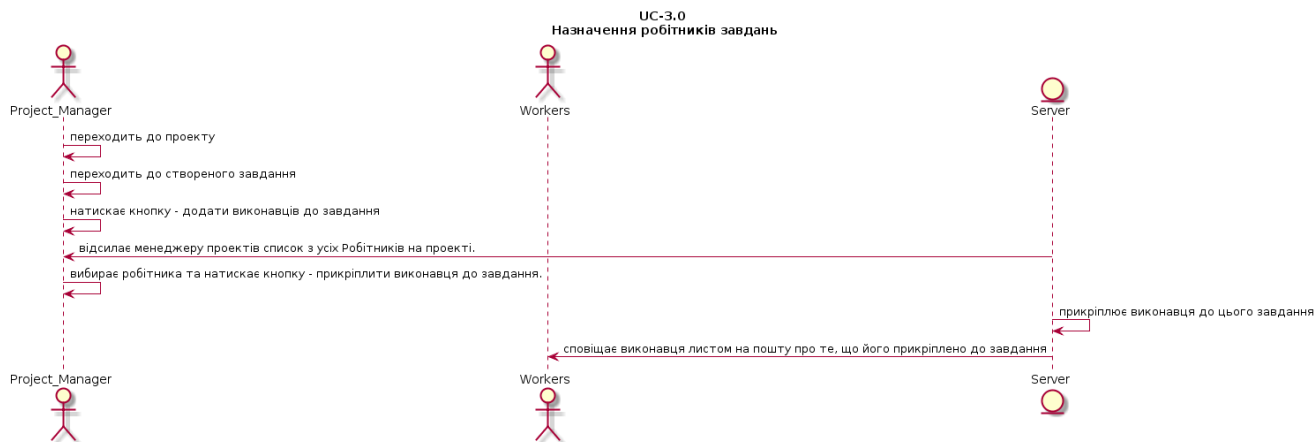 UC-3.0
Назначення робітників завдань
Project_Manager
Workers
Server
переходить до проекту
переходить до створеного завдання
натискає кнопку - додати виконавців до завдання
відсилає менеджеру проектів список з усіх Робітників на проекті.
вибирає робітника та натискає кнопку - прикріплити виконавця до завдання.
прикріплює виконавця до цього завдання
сповіщає виконавця листом на пошту про те, що його прикріплено до завдання
Project_Manager
Workers
Server